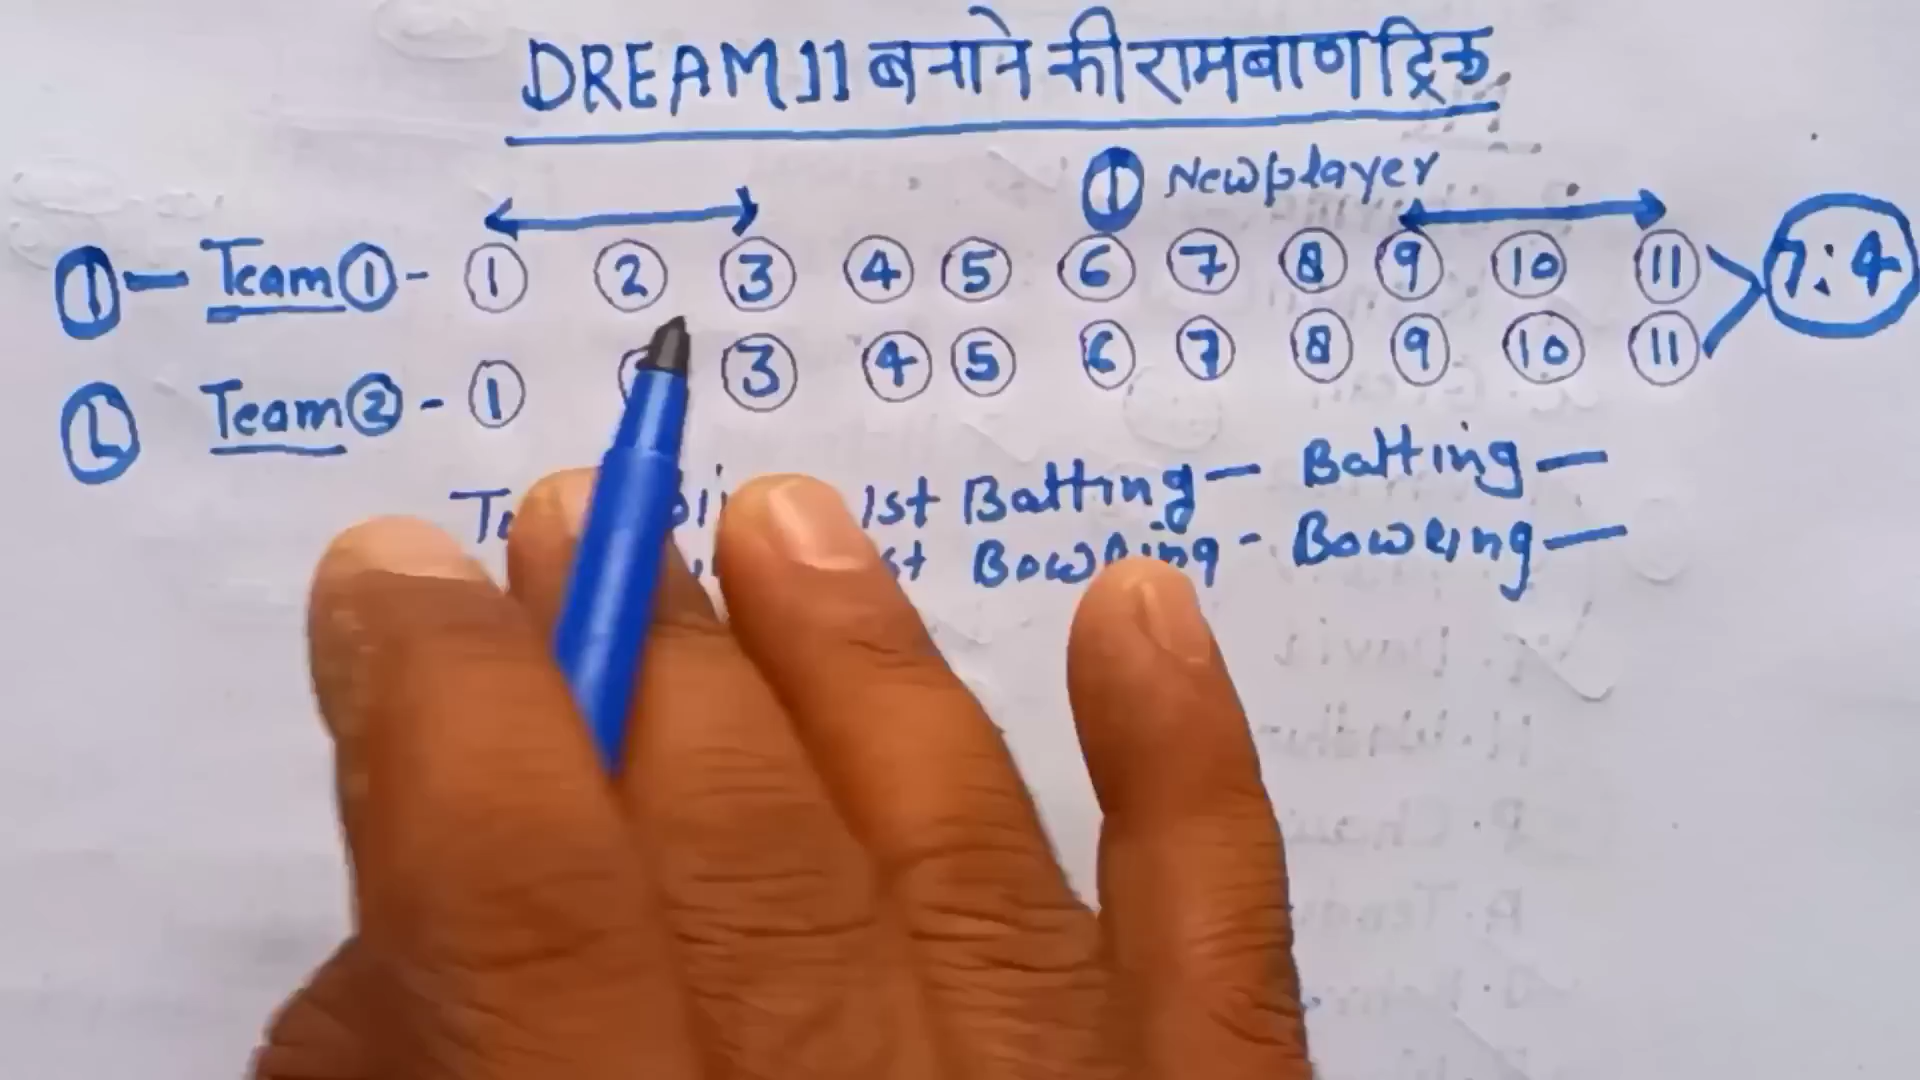 DREAM11 बनाने की रामबाण ट्रिक
① Newplayer
① - Team① - ① ② ③ ④ ⑤ ⑥ ⑦ ⑧ ⑨ ⑩ ⑪ 7:4
Team② - ① ③ ④ ⑤ ⑥ ⑦ ⑧ ⑨ ⑩ ⑪
1st Batting - Batting -
Bowling - Bowling -